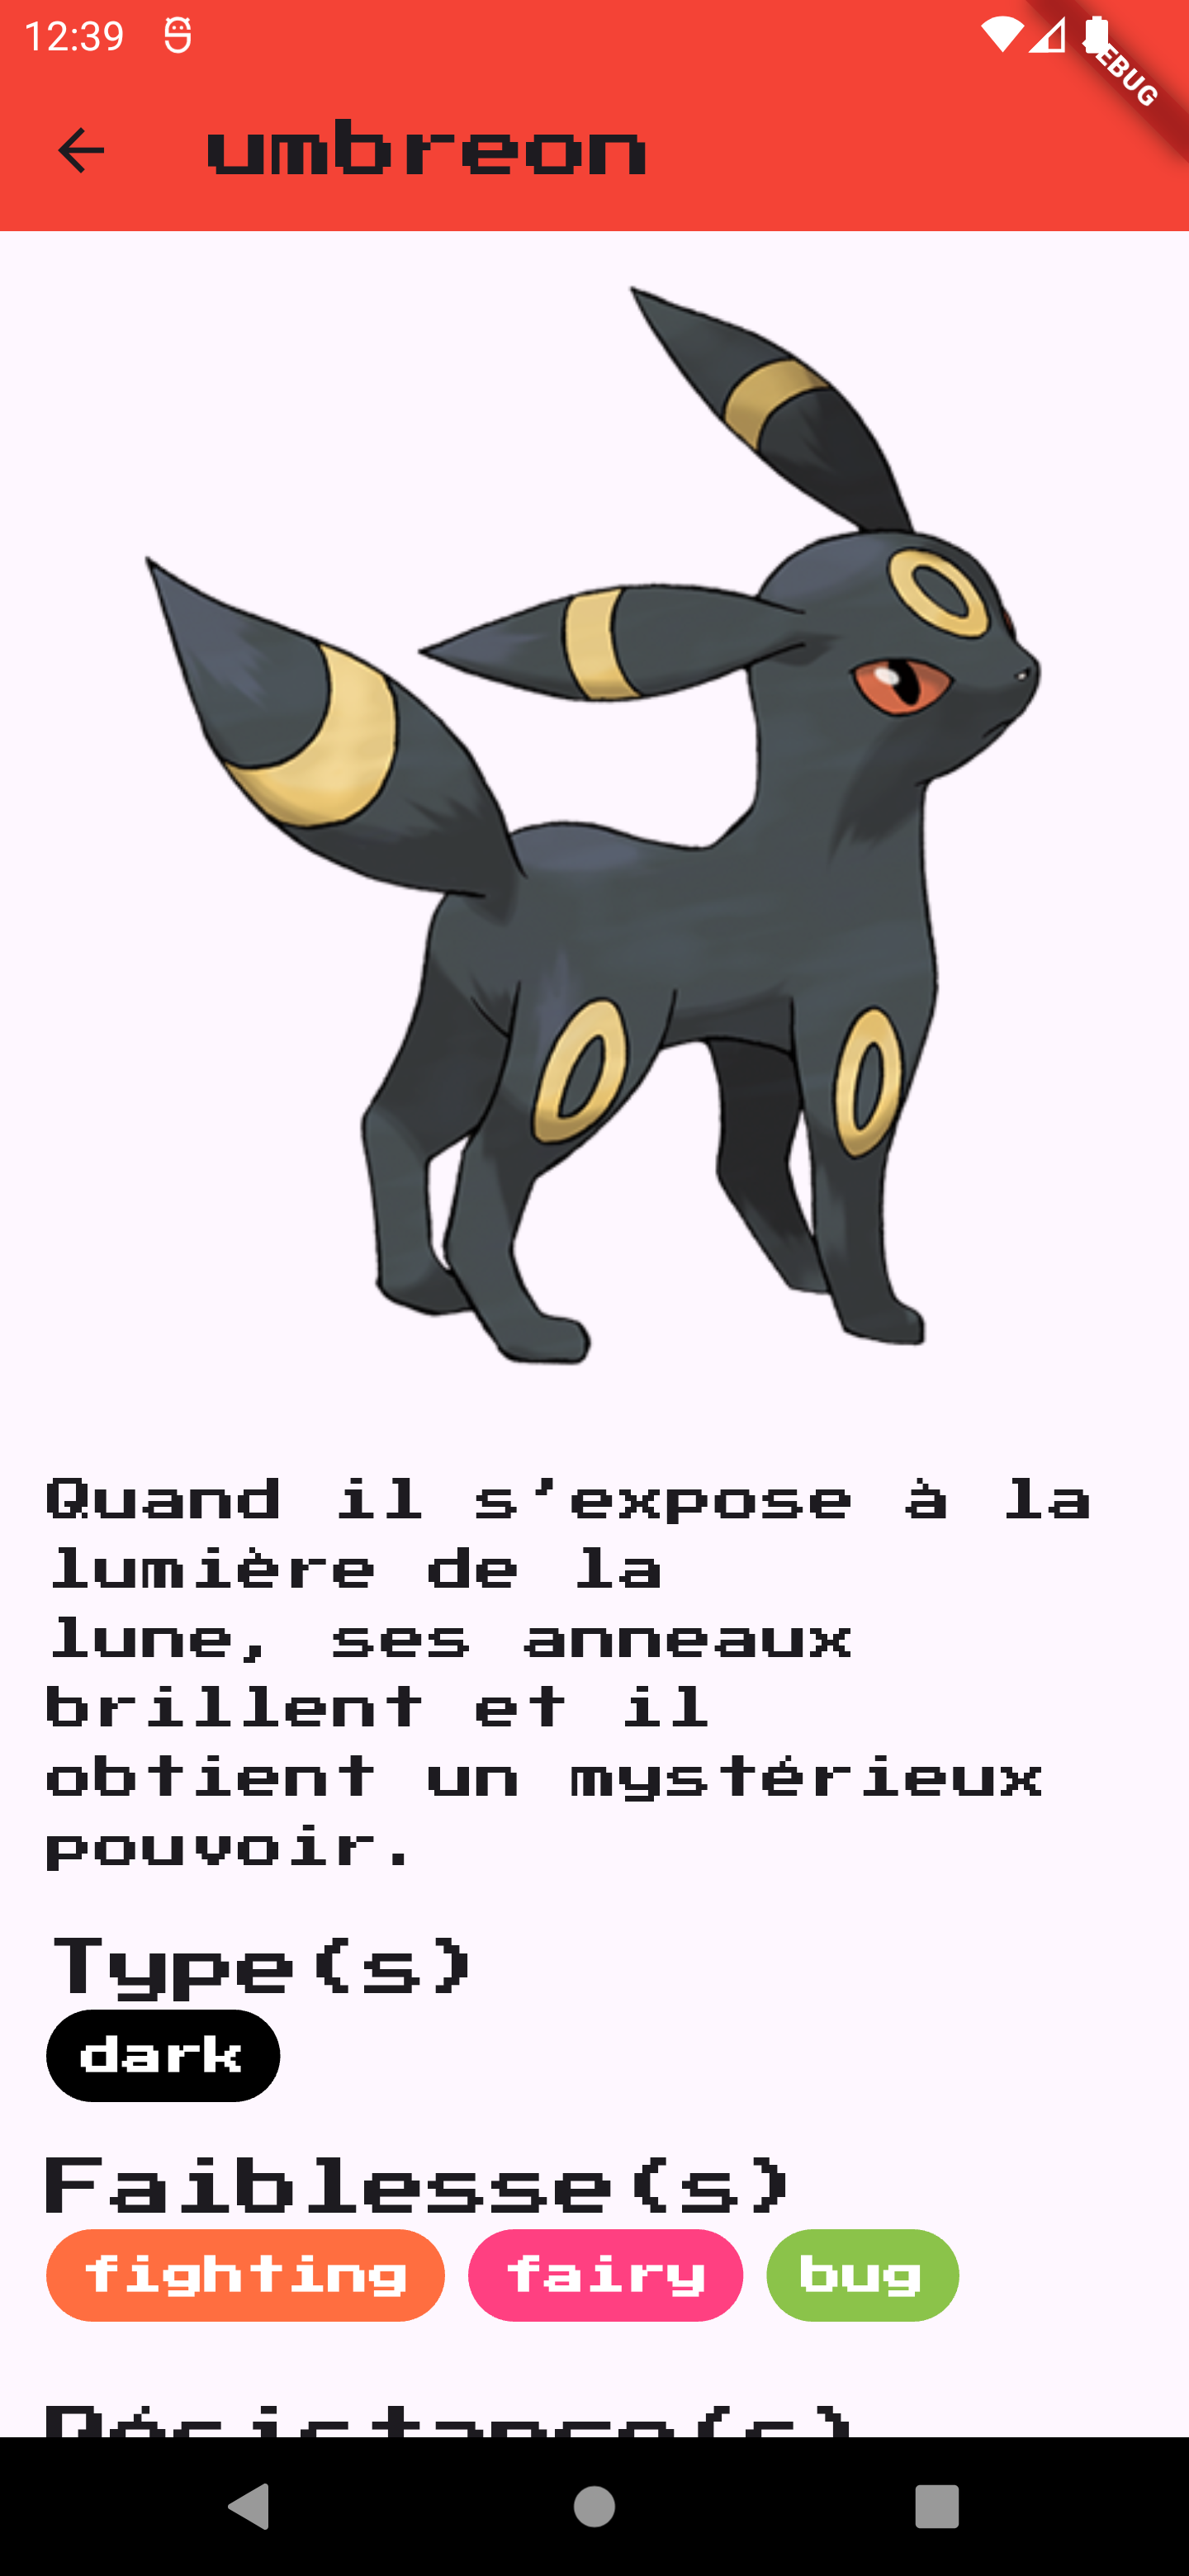 12:39
DEBUG
umbreon
Quand il s’expose à la
lumière de la
lune, ses anneaux
brillent et il
obtient un mystérieux
pouvoir.
Type(s)
dark
Faiblesse(s)
fighting fairy bug
Résistance(s)